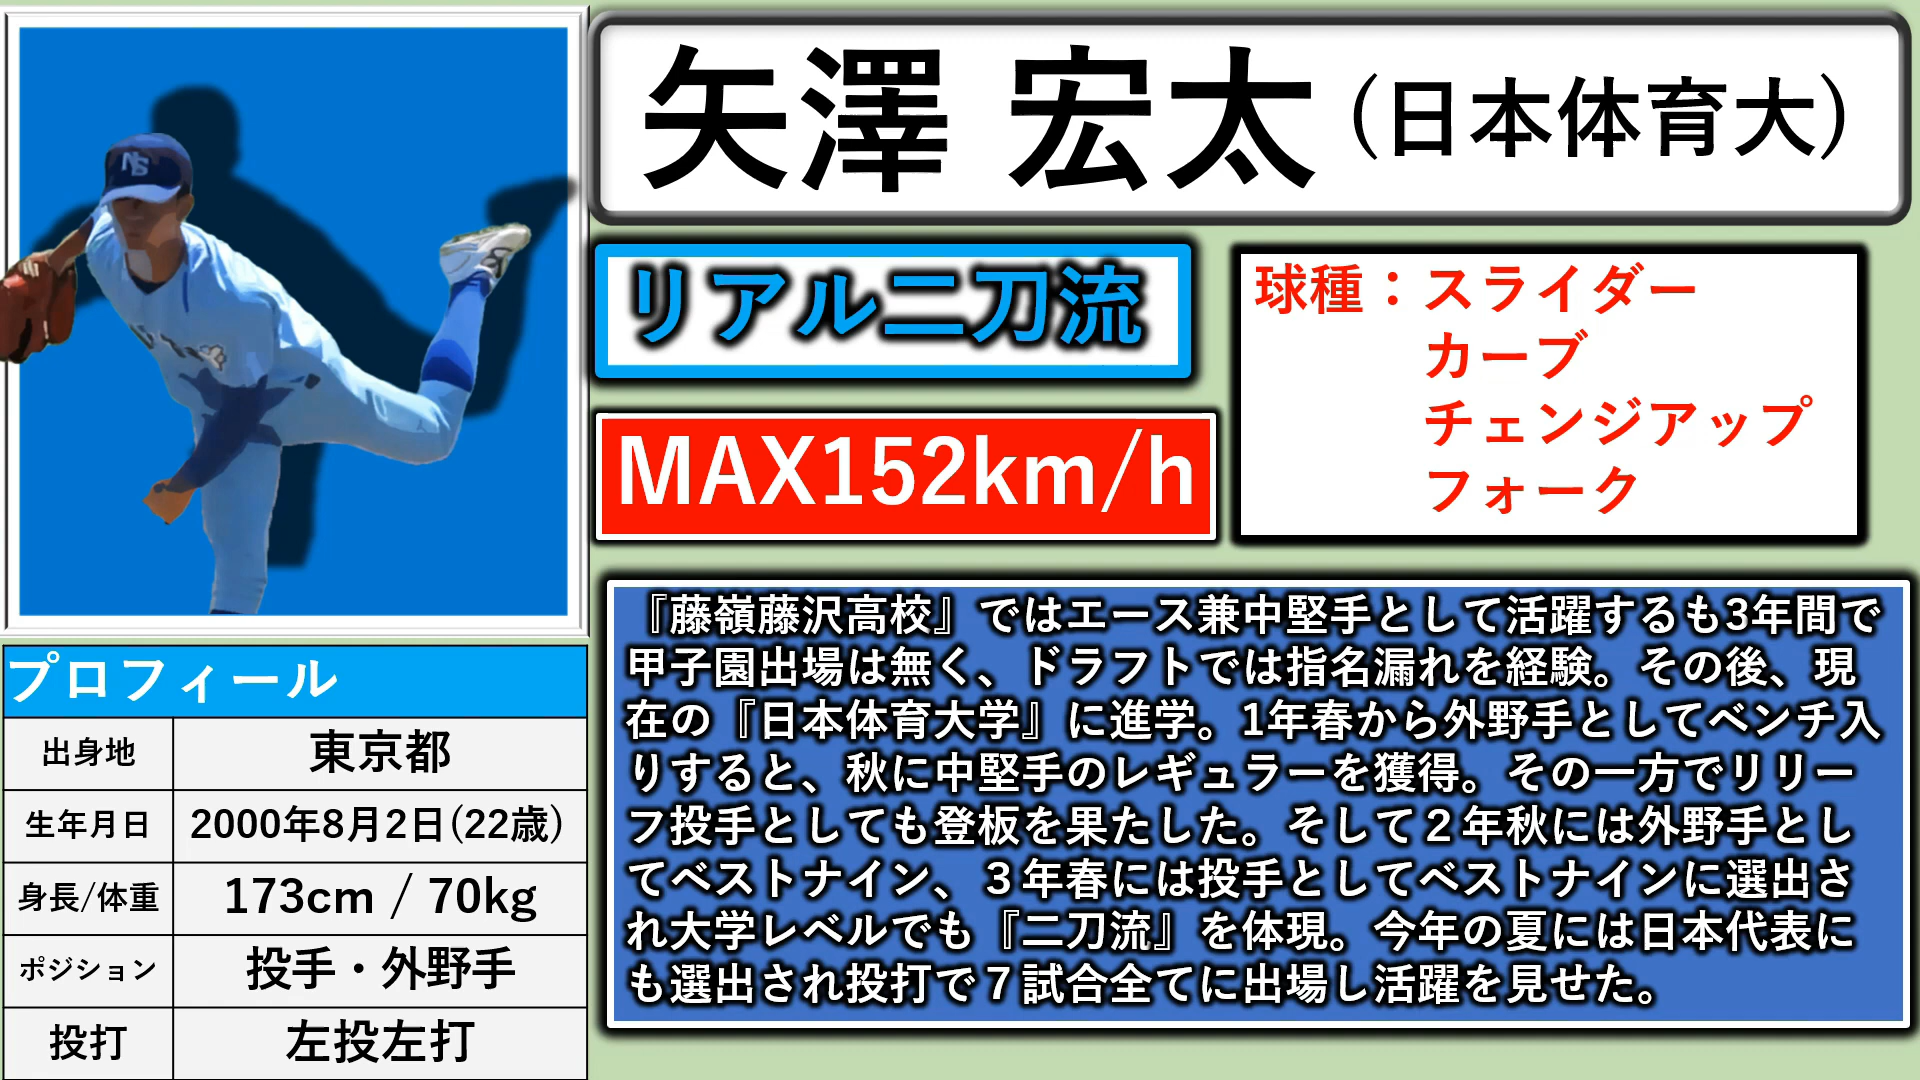 矢澤 宏太(日本体育大)
リアル二刀流
MAX152km/h
球種：スライダー
カーブ
チェンジアップ
フォーク
NS
プロフィール
出身地 東京都
生年月日 2000年8月2日(22歳)
身長/体重 173cm / 70kg
ポジション 投手・外野手
投打 左投左打
『藤嶺藤沢高校』ではエース兼中堅手として活躍するも3年間で
甲子園出場は無く、ドラフトでは指名漏れを経験。その後、現
在の『日本体育大学』に進学。1年春から外野手としてベンチ入
りすると、秋に中堅手のレギュラーを獲得。その一方でリリー
フ投手としても登板を果たした。そして２年秋には外野手とし
てベストナイン、３年春には投手としてベストナインに選出さ
れ大学レベルでも『二刀流』を体現。今年の夏には日本代表に
も選出され投打で７試合全てに出場し活躍を見せた。